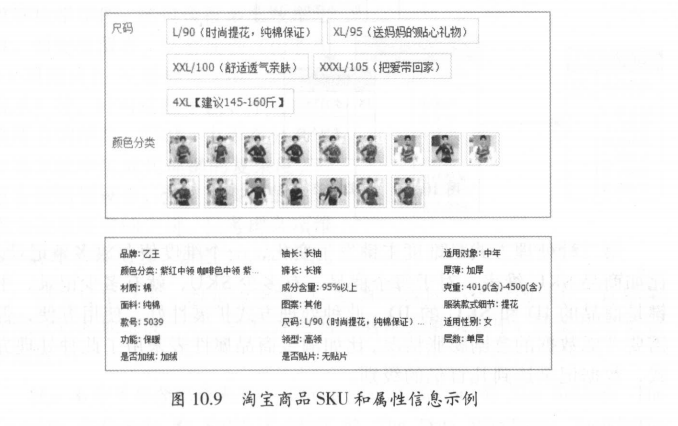 尺码
L/90（时尚提花，纯棉保证） XL/95（送妈妈的贴心礼物）
XXL/100（舒适透气亲肤） XXXL/105（把爱带回家）
4XL【建议145-160斤】
颜色分类
品牌: 乙王 袖长: 长袖 适用对象: 中年
颜色分类: 紫红中领 咖啡色中领 紫... 裤长: 长裤 厚薄: 加厚
材质: 棉 成分含量: 95%以上 克重: 401g(含)-450g(含)
面料: 纯棉 图案: 其他 服装款式细节: 提花
款号: 5039 尺码: L/90（时尚提花，纯棉保证）... 适用性别: 女
功能: 保暖 领型: 高领 层数: 单层
是否加绒: 加绒 是否贴片: 无贴片
图 10.9 淘宝商品 SKU 和属性信息示例